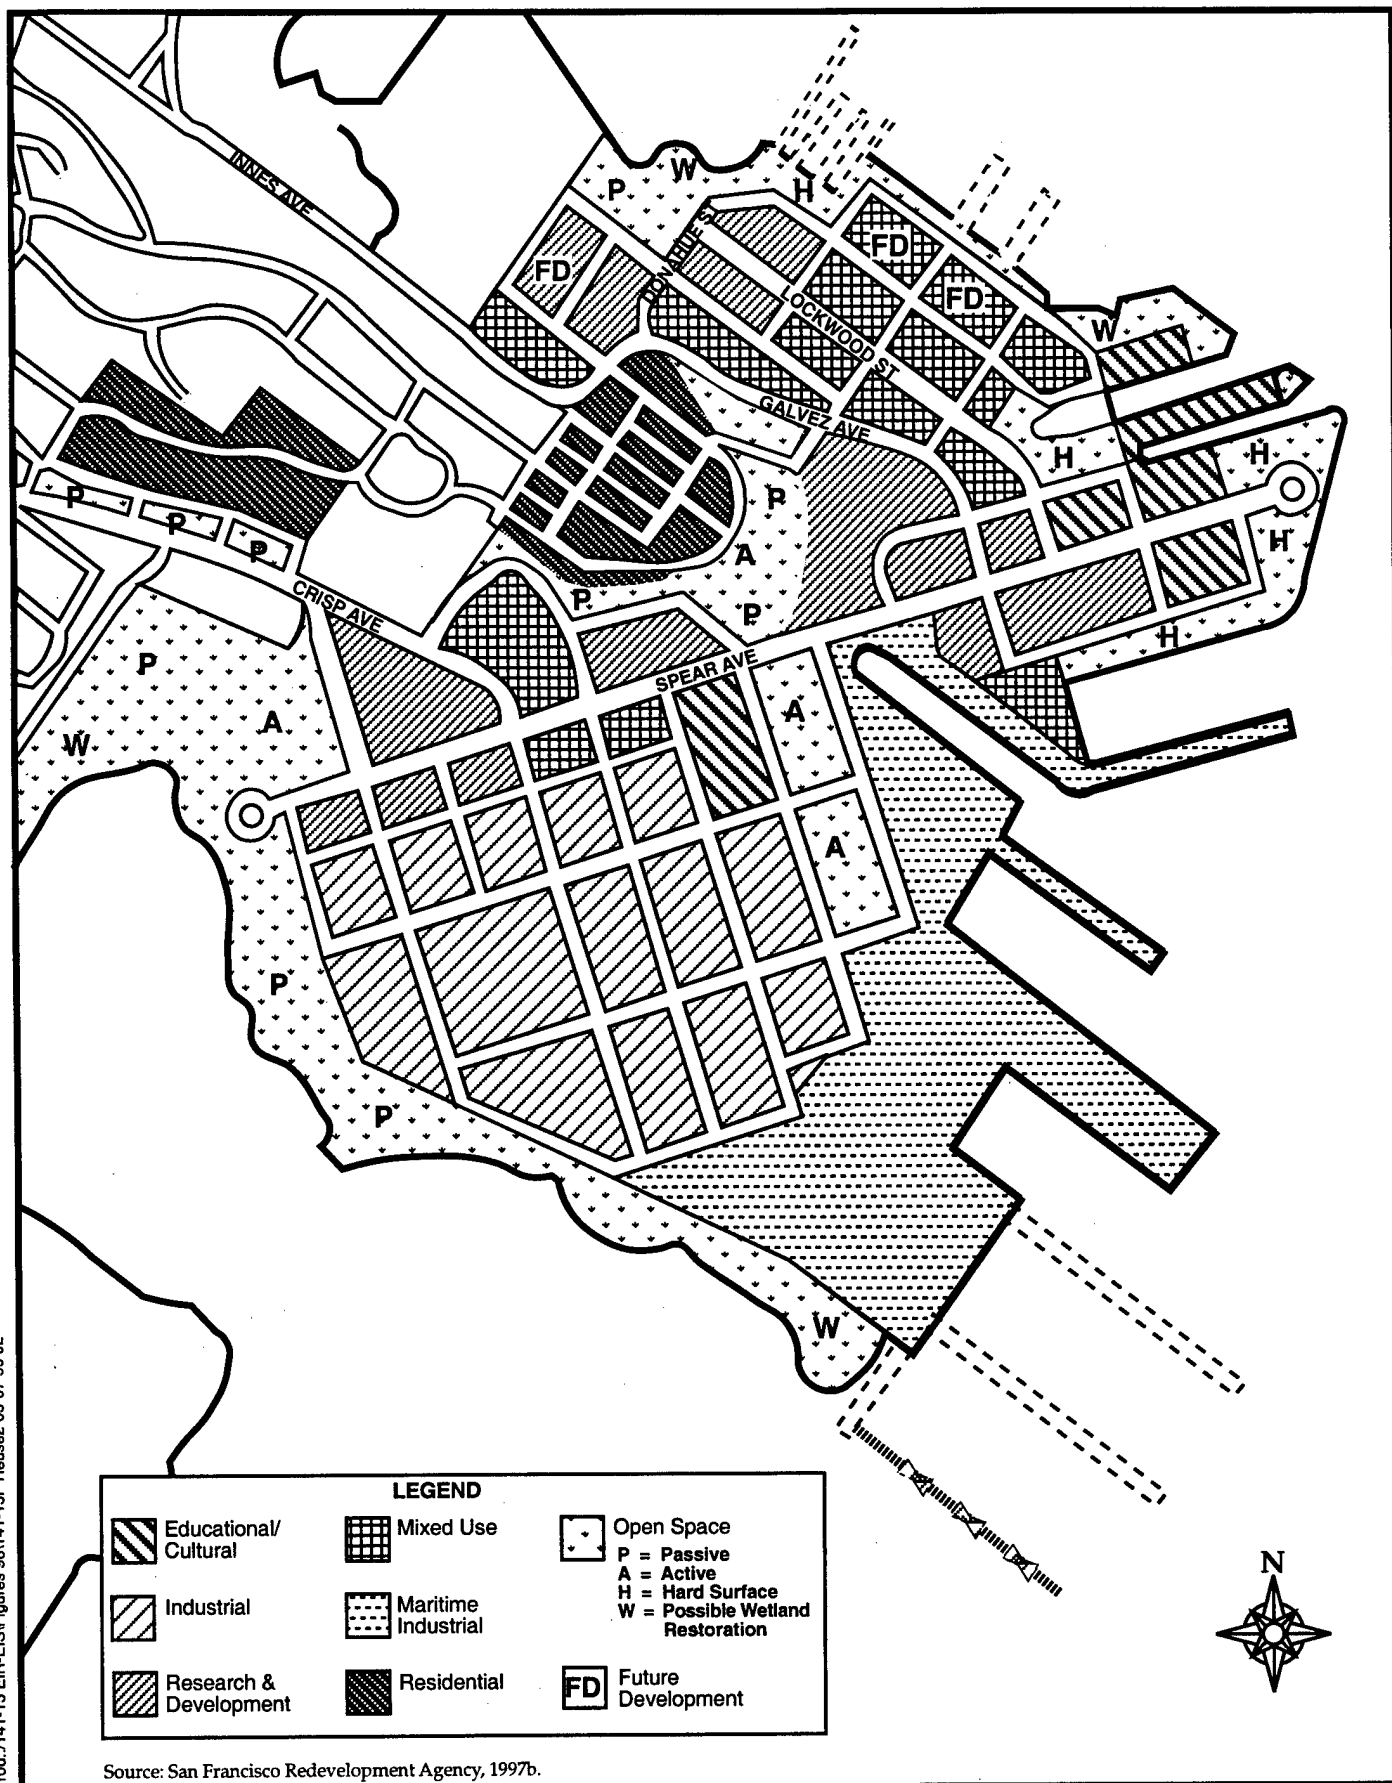 W
P
H
INNES AVE
FD
DONAHUE ST
FD
FD
LOCKWOOD ST
W
GALVEZ AVE
H
H
P
P
P
P
A
H
CRISP AVE
P
P
H
SPEAR AVE
P
A
W
A
A
P
P
W
LEGEND
Educational/
Cultural
Industrial
Research &
Development
Mixed Use
Maritime
Industrial
Residential
Open Space
P = Passive
A = Active
H = Hard Surface
W = Possible Wetland
Restoration
FD
Future
Development
N
Source: San Francisco Redevelopment Agency, 1997b.